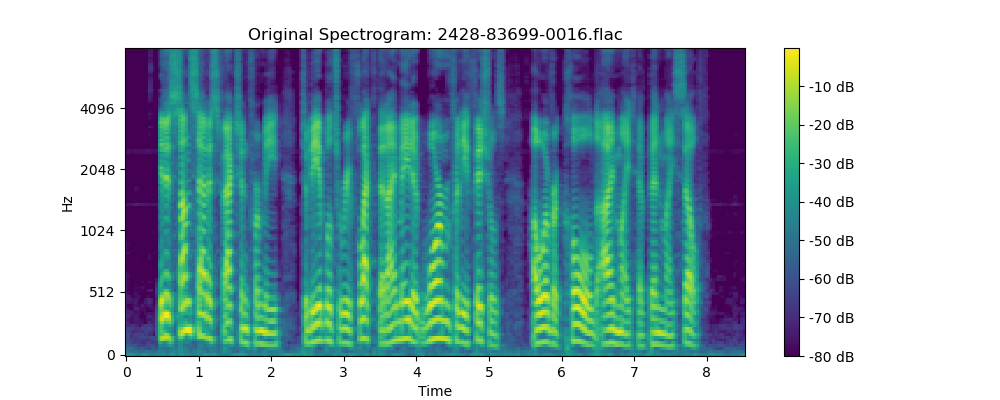 Original Spectrogram: 2428-83699-0016.flac
Hz
4096
2048
1024
512
0
0 1 2 3 4 5 6 7 8
Time
-10 dB
-20 dB
-30 dB
-40 dB
-50 dB
-60 dB
-70 dB
-80 dB